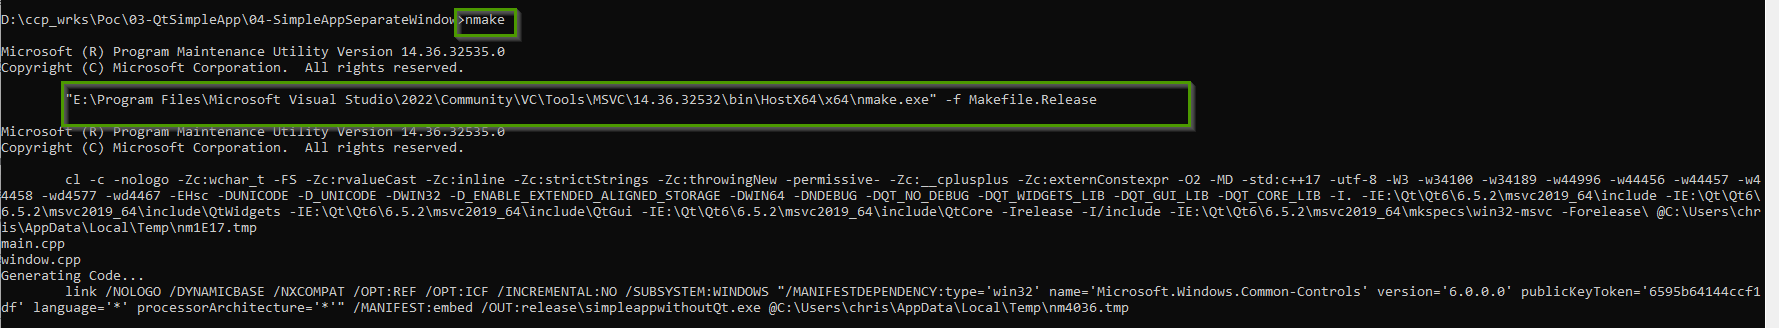 D:\ccp_wrks\Poc\03-QtSimpleApp\04-SimpleAppSeparateWindow>nmake
Microsoft (R) Program Maintenance Utility Version 14.36.32535.0
Copyright (C) Microsoft Corporation.  All rights reserved.
"E:\Program Files\Microsoft Visual Studio\2022\Community\VC\Tools\MSVC\14.36.32532\bin\HostX64\x64\nmake.exe" -f Makefile.Release
Microsoft (R) Program Maintenance Utility Version 14.36.32535.0
Copyright (C) Microsoft Corporation.  All rights reserved.
cl -c -nologo -Zc:wchar_t -FS -Zc:rvalueCast -Zc:inline -Zc:strictStrings -Zc:throwingNew -permissive- -Zc:__cplusplus -Zc:externConstexpr -O2 -MD -std:c++17 -utf-8 -W3 -w34100 -w34189 -w44996 -w44456 -w44457 -w4
4458 -wd4577 -wd4467 -EHsc -DUNICODE -D_UNICODE -DWIN32 -D_ENABLE_EXTENDED_ALIGNED_STORAGE -DWIN64 -DNDEBUG -DQT_NO_DEBUG -DQT_WIDGETS_LIB -DQT_GUI_LIB -DQT_CORE_LIB -I. -IE:\Qt\Qt6\6.5.2\msvc2019_64\include -IE:\Qt\Qt6\
6.5.2\msvc2019_64\include\QtWidgets -IE:\Qt\Qt6\6.5.2\msvc2019_64\include\QtGui -IE:\Qt\Qt6\6.5.2\msvc2019_64\include\QtCore -Irelease -I/include -IE:\Qt\Qt6\6.5.2\msvc2019_64\mkspecs\win32-msvc -Forelease\ @C:\Users\chr
is\AppData\Local\Temp\nm1E17.tmp
main.cpp
window.cpp
Generating Code...
link /NOLOGO /DYNAMICBASE /NXCOMPAT /OPT:REF /OPT:ICF /INCREMENTAL:NO /SUBSYSTEM:WINDOWS "/MANIFESTDEPENDENCY:type='win32' name='Microsoft.Windows.Common-Controls' version='6.0.0.0' publicKeyToken='6595b64144ccf1
df' language='*' processorArchitecture='*'" /MANIFEST:embed /OUT:release\simpleappwithoutQt.exe @C:\Users\chris\AppData\Local\Temp\nm4036.tmp